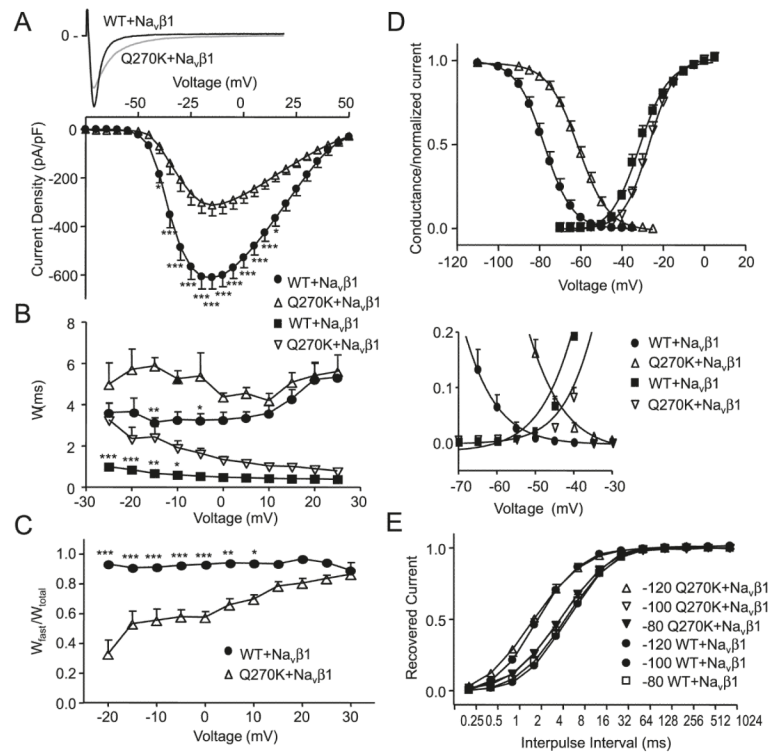 A
WT+Navβ1
0 -
Q270K+Navβ1
Voltage (mV)
-50 -25 0 25 50
0
-200
-400
-600
Current Density (pA/pF)
*
***
***
***
***
***
***
***
***
***
***
*
WT+Navβ1
Q270K+Navβ1
WT+Navβ1
Q270K+Navβ1
B
8
6
4
2
0
W(ms)
** *
*** *** ** *
-30 -20 -10 0 10 20 30
Voltage (mV)
C
*** *** *** *** *** ** *
1.0
0.8
0.6
0.4
0.2
0.0
Wfast/Wtotal
WT+Navβ1
Q270K+Navβ1
-20 -10 0 10 20 30
Voltage (mV)
D
1.0
0.5
0.0
Conductance/normalized current
-120 -100 -80 -60 -40 -20 0 20
Voltage (mV)
0.2
0.1
0.0
-70 -60 -50 -40 -30
Voltage (mV)
WT+Navβ1
Q270K+Navβ1
WT+Navβ1
Q270K+Navβ1
E
1.0
0.5
0.0
Recovered Current
-120 Q270K+Navβ1
-100 Q270K+Navβ1
-80 Q270K+Navβ1
-120 WT+Navβ1
-100 WT+Navβ1
-80 WT+Navβ1
0.25 0.5 1 2 4 8 16 32 64 128 256 512 1024
Interpulse Interval (ms)